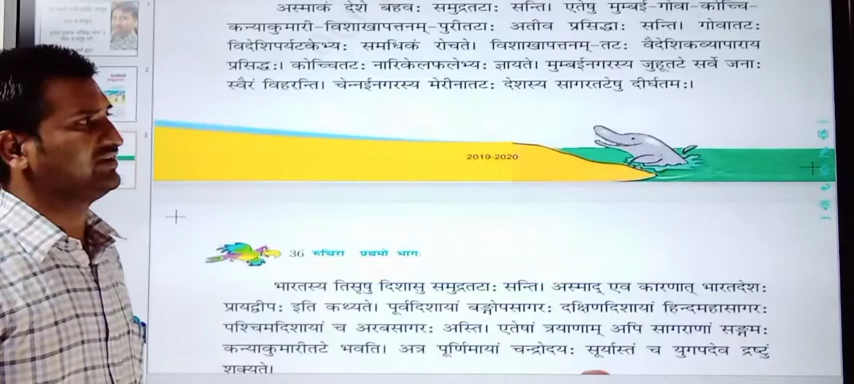 अस्माकं देशे बहवः समुद्रतटाः सन्ति। एतेषु मुम्बई-गोवा-कोच्चि-
कन्याकुमारी-विशाखापत्तनम्-पुरीतटाः अतीव प्रसिद्धाः सन्ति। गोवातटः
विदेशिपर्यटकेभ्यः समधिकं रोचते। विशाखापत्तनम्-तटः वैदेशिकव्यापाराय
प्रसिद्धः। कोच्चितटः नारिकेलफलेभ्यः ज्ञायते। मुम्बईनगरस्य जुहूतटे सर्वे जनाः
स्वैरं विहरन्ति। चेन्नईनगरस्य मेरीनातटः देशस्य सागरतटेषु दीर्घतमः।
2019-2020
36 रुचिरा प्रथमो भागः
भारतस्य तिसृषु दिशासु समुद्रतटाः सन्ति। अस्माद् एव कारणात् भारतदेशः
प्रायद्वीपः इति कथ्यते। पूर्वदिशायां बङ्गोपसागरः दक्षिणदिशायां हिन्दमहासागरः
पश्चिमदिशायां च अरबसागरः अस्ति। एतेषां त्रयाणाम् अपि सागराणां सङ्गमः
कन्याकुमारीतटे भवति। अत्र पूर्णिमायां चन्द्रोदयः सूर्यास्तं च युगपदेव द्रष्टुं
शक्यते।